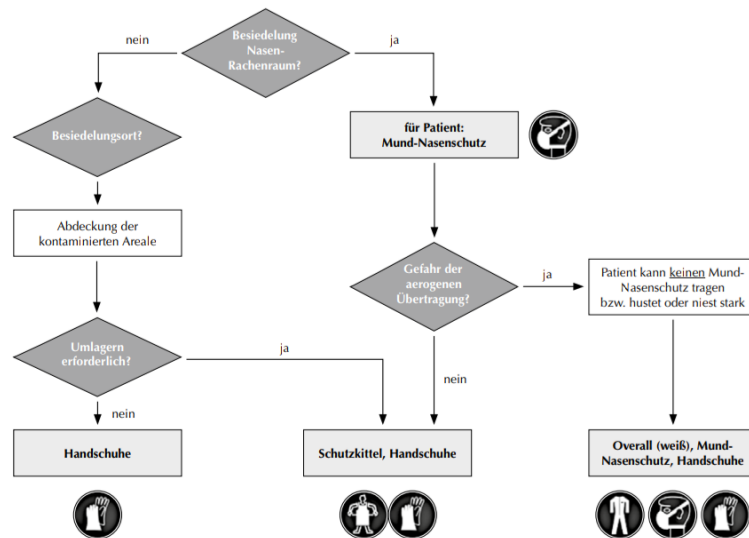 Besiedelung
Nasen-
Rachenraum?
nein
ja
Besiedelungsort?
für Patient:
Mund-Nasenschutz
Abdeckung der
kontaminierten Areale
Gefahr der
aerogenen
Übertragung?
ja
Patient kann keinen Mund-
Nasenschutz tragen
bzw. hustet oder niest stark
Umlagern
erforderlich?
ja
nein
nein
Handschuhe
Schutzkittel, Handschuhe
Overall (weiß), Mund-
Nasenschutz, Handschuhe